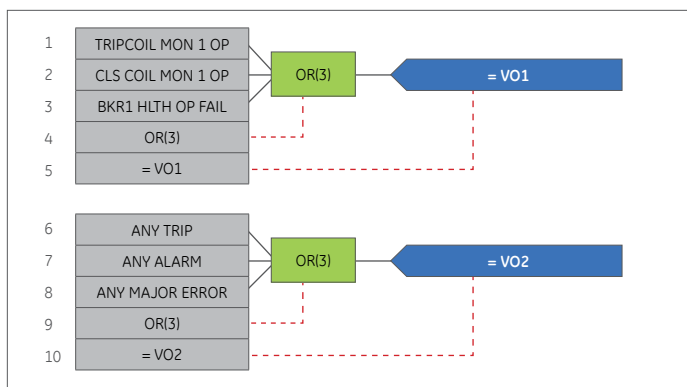 1 TRIPCOIL MON 1 OP
2 CLS COIL MON 1 OP OR(3) = VO1
3 BKR1 HLTH OP FAIL
4 OR(3)
5 = VO1
6 ANY TRIP
7 ANY ALARM OR(3) = VO2
8 ANY MAJOR ERROR
9 OR(3)
10 = VO2